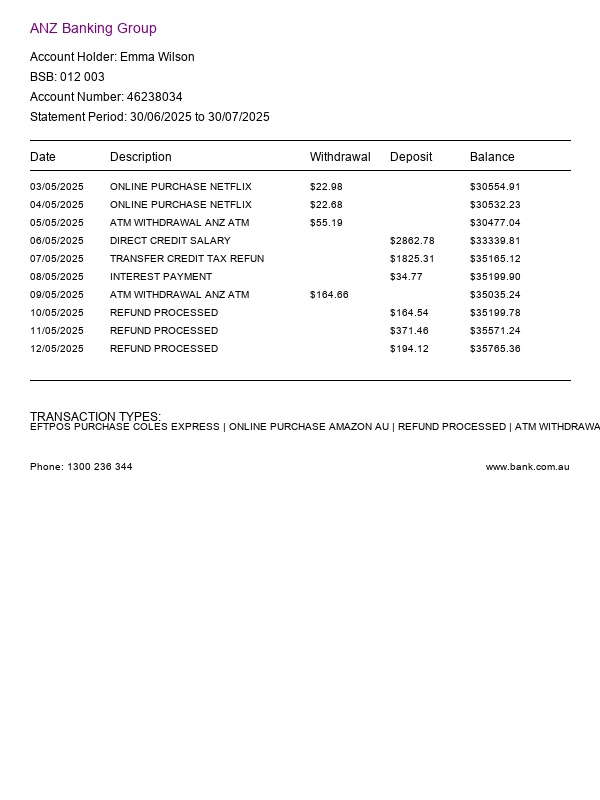 ANZ Banking Group
Account Holder: Emma Wilson
BSB: 012 003
Account Number: 46238034
Statement Period: 30/06/2025 to 30/07/2025
Date Description Withdrawal Deposit Balance
03/05/2025 ONLINE PURCHASE NETFLIX $22.98 $30554.91
04/05/2025 ONLINE PURCHASE NETFLIX $22.68 $30532.23
05/05/2025 ATM WITHDRAWAL ANZ ATM $55.19 $30477.04
06/05/2025 DIRECT CREDIT SALARY $2862.78 $33339.81
07/05/2025 TRANSFER CREDIT TAX REFUN $1825.31 $35165.12
08/05/2025 INTEREST PAYMENT $34.77 $35199.90
09/05/2025 ATM WITHDRAWAL ANZ ATM $164.66 $35035.24
10/05/2025 REFUND PROCESSED $164.54 $35199.78
11/05/2025 REFUND PROCESSED $371.46 $35571.24
12/05/2025 REFUND PROCESSED $194.12 $35765.36
TRANSACTION TYPES:
EFTPOS PURCHASE COLES EXPRESS | ONLINE PURCHASE AMAZON AU | REFUND PROCESSED | ATM WITHDRAWA
Phone: 1300 236 344 www.bank.com.au